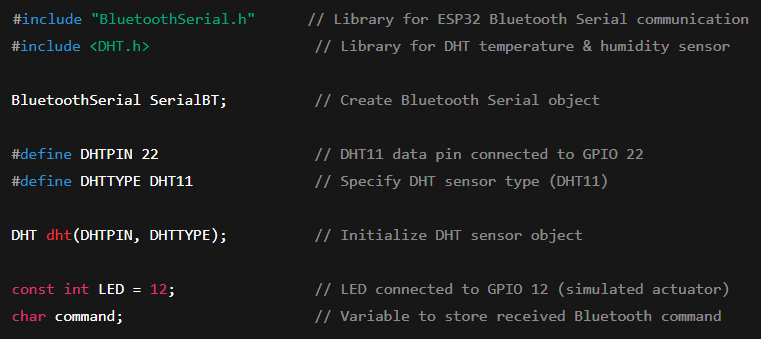 #include "BluetoothSerial.h"      // Library for ESP32 Bluetooth Serial communication
#include <DHT.h>                   // Library for DHT temperature & humidity sensor
BluetoothSerial SerialBT;          // Create Bluetooth Serial object
#define DHTPIN 22                  // DHT11 data pin connected to GPIO 22
#define DHTTYPE DHT11              // Specify DHT sensor type (DHT11)
DHT dht(DHTPIN, DHTTYPE);          // Initialize DHT sensor object
const int LED = 12;                // LED connected to GPIO 12 (simulated actuator)
char command;                      // Variable to store received Bluetooth command